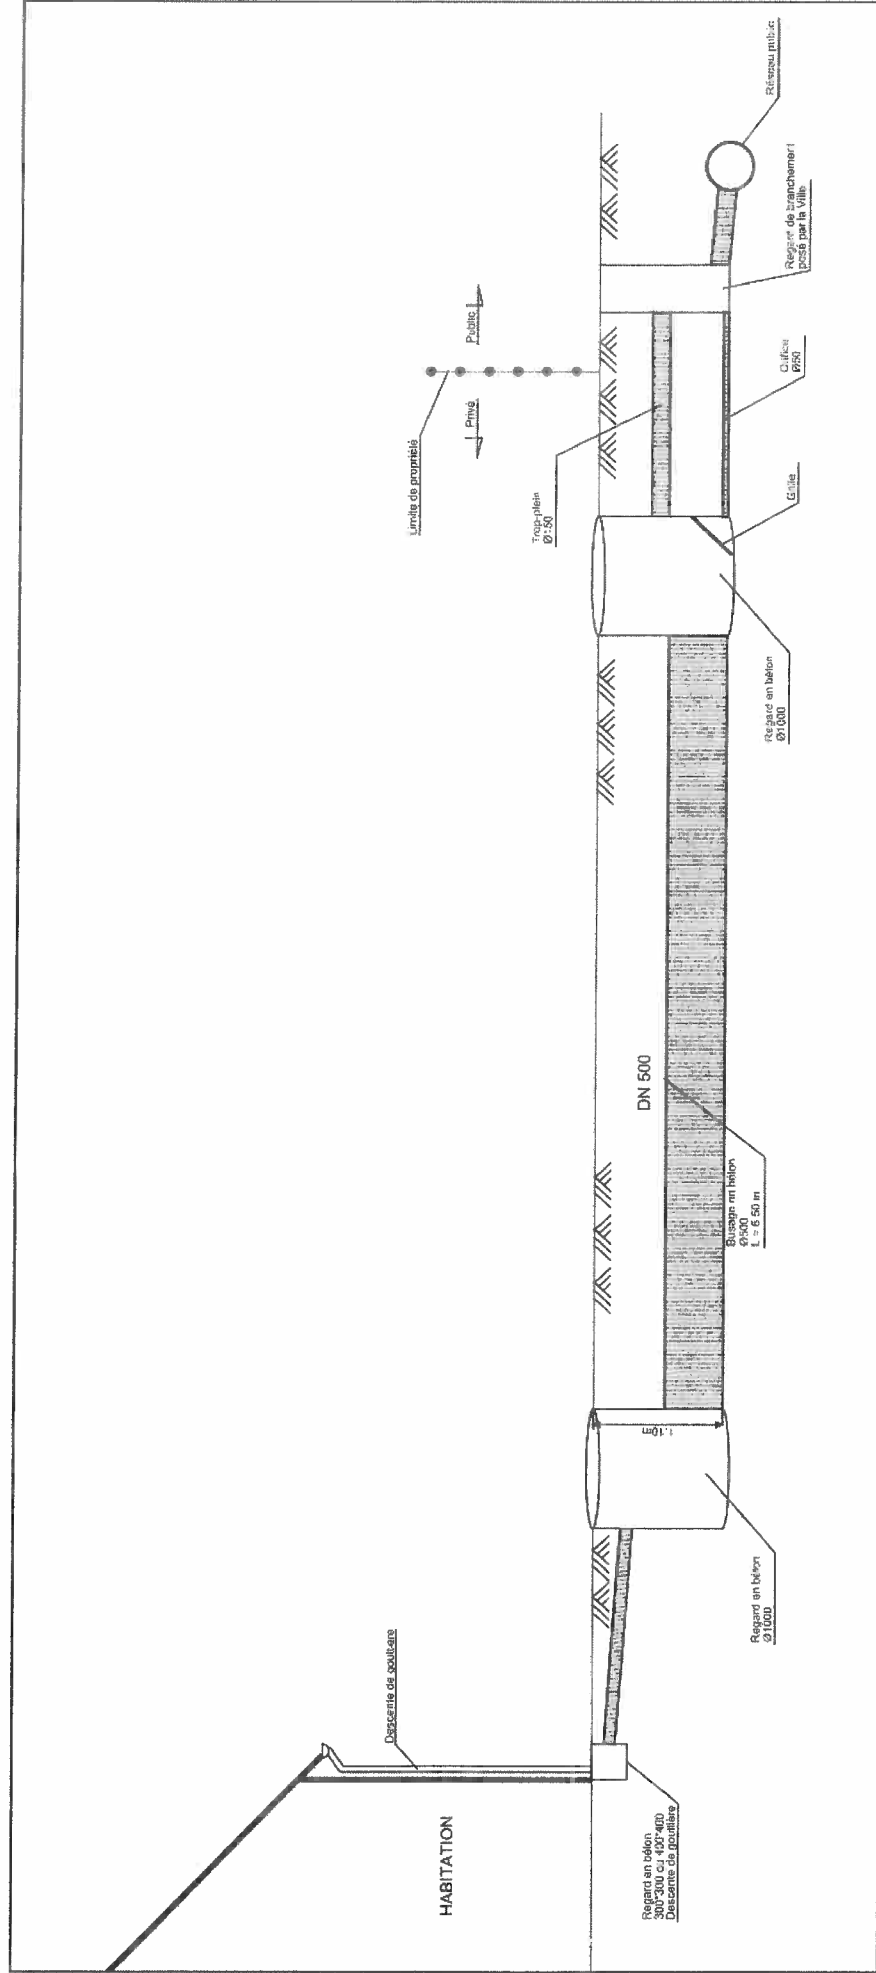 HABITATION
Descente de gouttière
Regard en béton
300*300 ou 400*400
Descente de gouttière
Regard en béton
Ø1000
1.10m
DN 500
Busage en béton
Ø500
L = 6.50 m
Regard en béton
Ø1000
Grille
Orifice
Ø50
Trop-plein
Ø150
Limite de propriété
Privé
Public
Regard de branchement
posé par la Ville
Réseau public